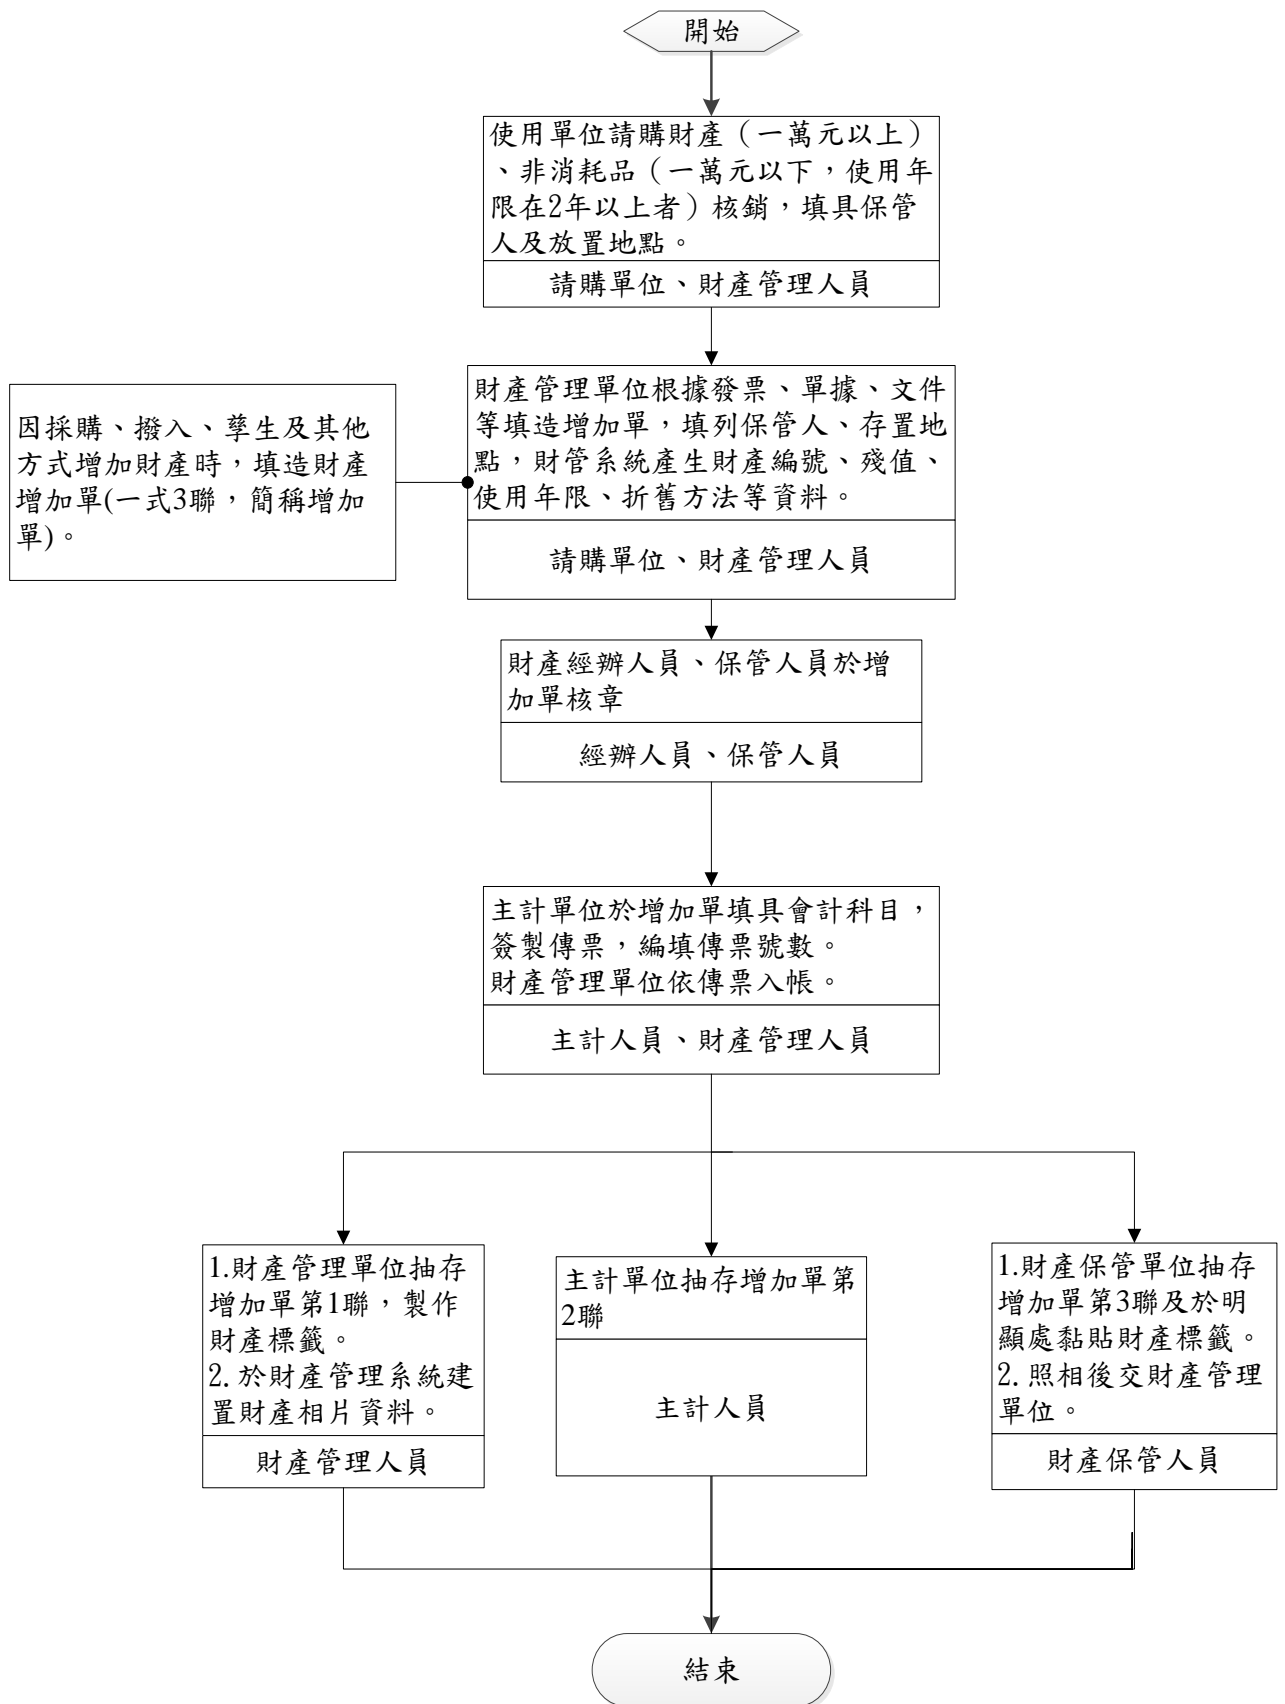 開始
使用單位請購財產（一萬元以上）
、非消耗品（一萬元以下，使用年
限在2年以上者）核銷，填具保管
人及放置地點。
請購單位、財產管理人員
財產管理單位根據發票、單據、文件
等填造增加單，填列保管人、存置地
點，財管系統產生財產編號、殘值、
使用年限、折舊方法等資料。
請購單位、財產管理人員
因採購、撥入、孳生及其他
方式增加財產時，填造財產
增加單(一式3聯，簡稱增加
單)。
財產經辦人員、保管人員於增
加單核章
經辦人員、保管人員
主計單位於增加單填具會計科目，
簽製傳票，編填傳票號數。
財產管理單位依傳票入帳。
主計人員、財產管理人員
1.財產管理單位抽存
增加單第1聯，製作
財產標籤。
2.於財產管理系統建
置財產相片資料。
財產管理人員
主計單位抽存增加單第
2聯
主計人員
1.財產保管單位抽存
增加單第3聯及於明
顯處黏貼財產標籤。
2.照相後交財產管理
單位。
財產保管人員
結束